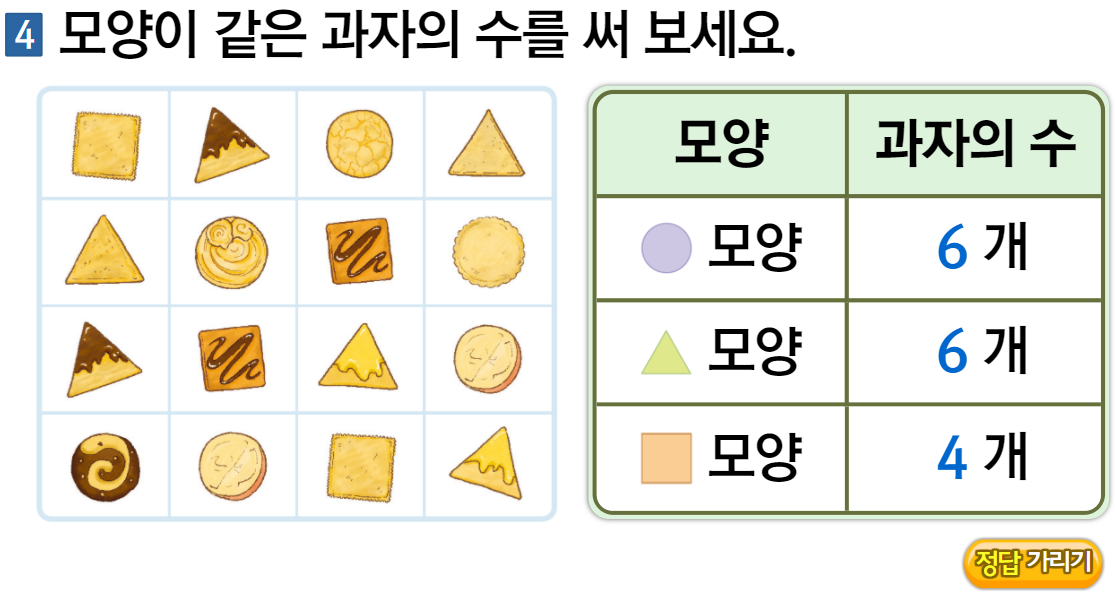 4 모양이 같은 과자의 수를 써 보세요.
모양 과자의 수
모양 6 개
모양 6 개
모양 4 개
정답 가리기